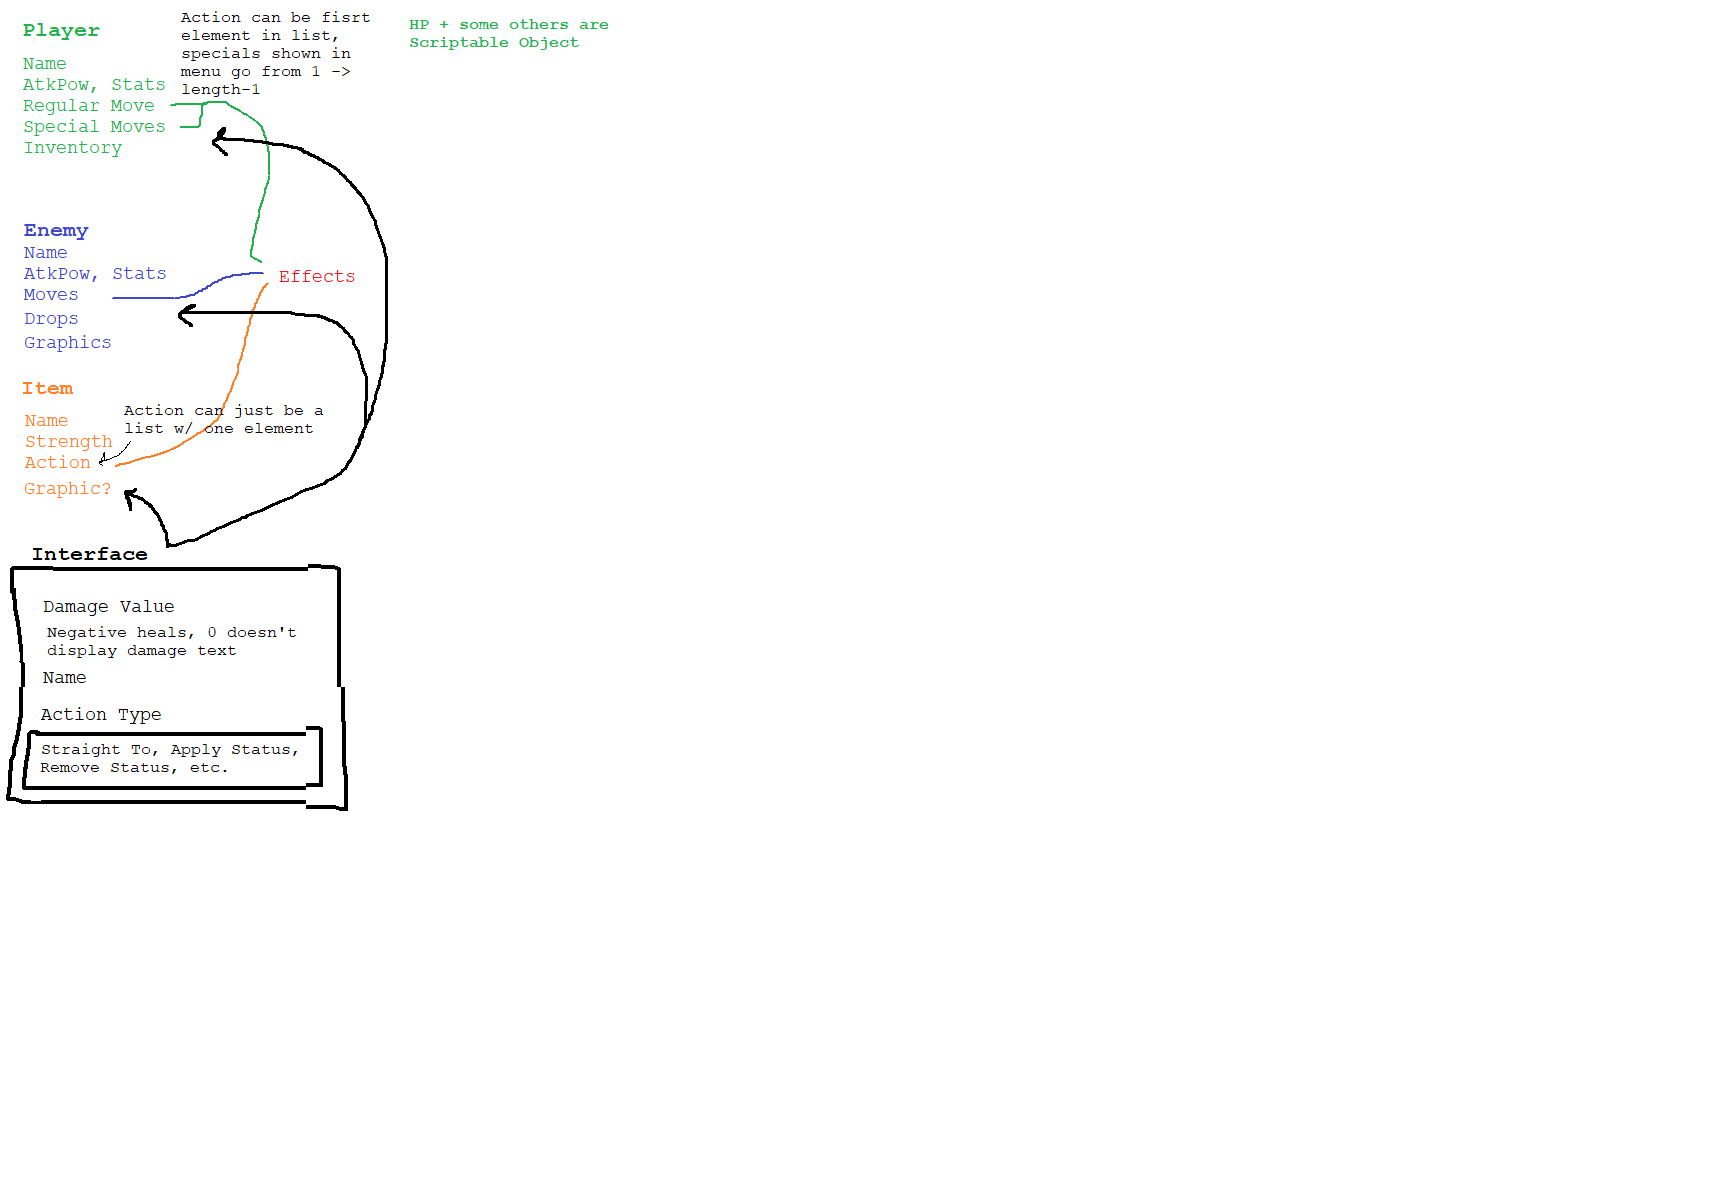 Player
Name
AtkPow, Stats
Regular Move
Special Moves
Inventory
Action can be fisrt
element in list,
specials shown in
menu go from 1 ->
length-1
HP + some others are
Scriptable Object
Enemy
Name
AtkPow, Stats
Moves
Drops
Graphics
Effects
Item
Name
Strength
Action
Graphic?
Action can just be a
list w/ one element
Interface
Damage Value
Negative heals, 0 doesn't
display damage text
Name
Action Type
Straight To, Apply Status,
Remove Status, etc.